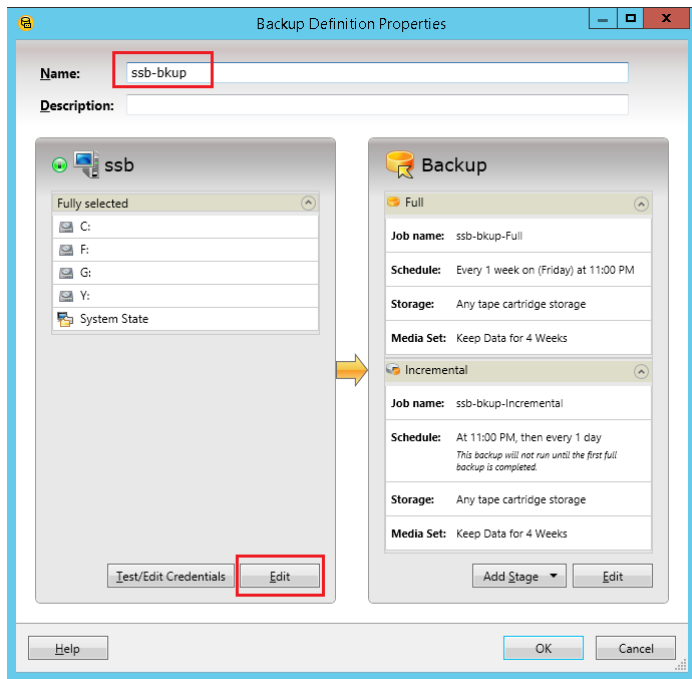 Backup Definition Properties
Name: ssb-bkup
Description:
ssb
Fully selected
C:
F:
G:
Y:
System State
Test/Edit Credentials Edit
Backup
Full
Job name: ssb-bkup-Full
Schedule: Every 1 week on (Friday) at 11:00 PM
Storage: Any tape cartridge storage
Media Set: Keep Data for 4 Weeks
Incremental
Job name: ssb-bkup-Incremental
Schedule: At 11:00 PM, then every 1 day
This backup will not run until the first full
backup is completed.
Storage: Any tape cartridge storage
Media Set: Keep Data for 4 Weeks
Add Stage Edit
Help OK Cancel